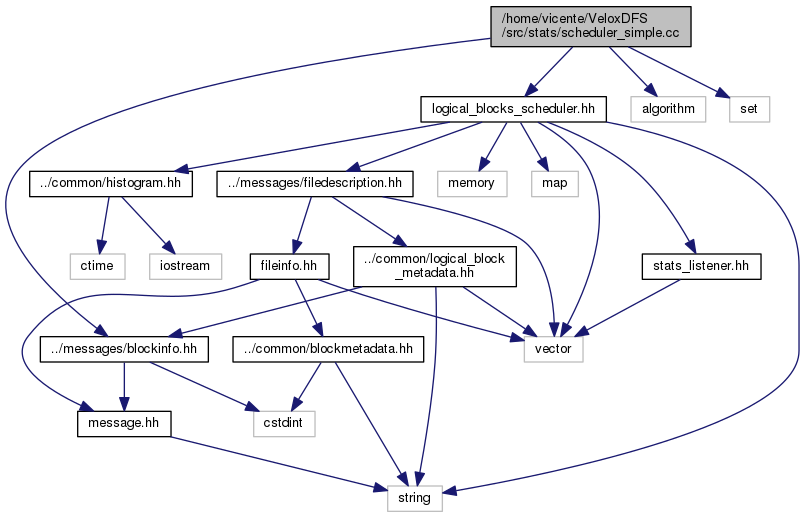 /home/vicente/VeloxDFS
/src/stats/scheduler_simple.cc
logical_blocks_scheduler.hh
algorithm
set
../common/histogram.hh
../messages/filedescription.hh
memory
map
ctime
iostream
fileinfo.hh
../common/logical_block
_metadata.hh
stats_listener.hh
../messages/blockinfo.hh
../common/blockmetadata.hh
vector
message.hh
cstdint
string